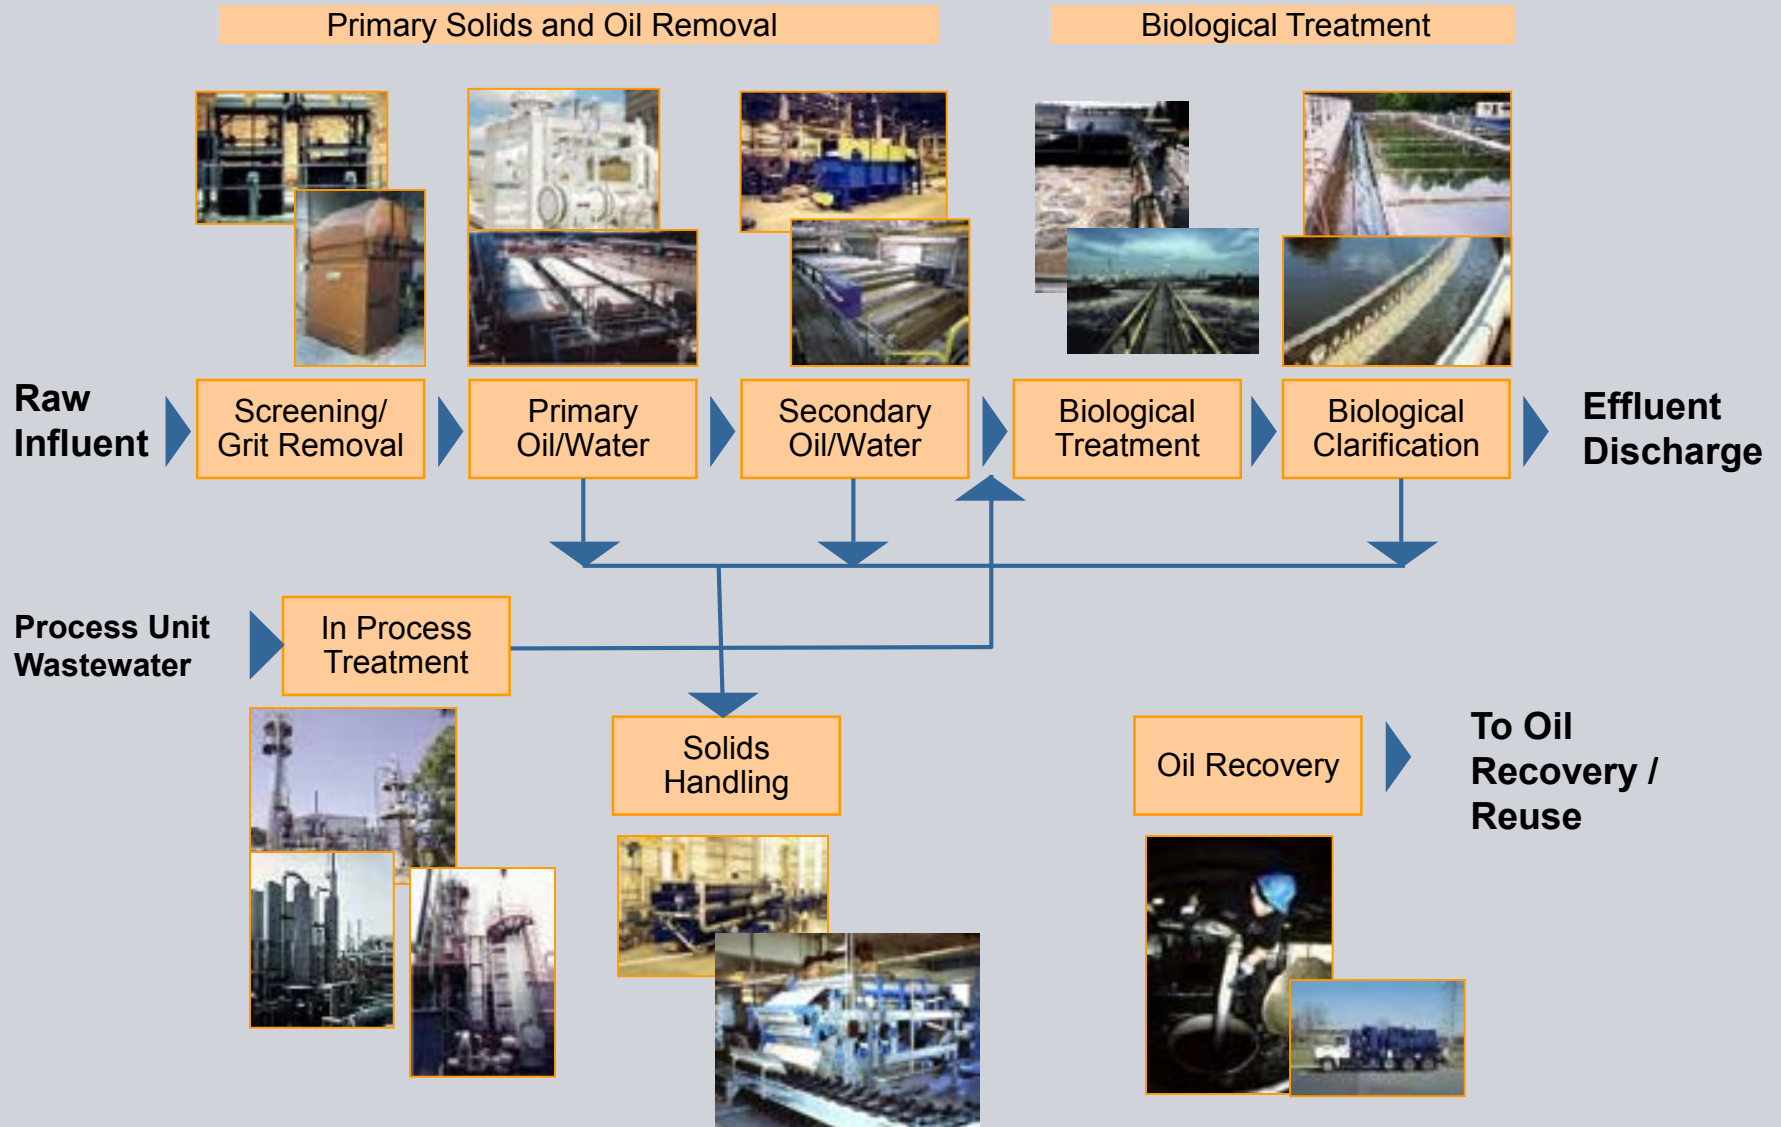 Primary Solids and Oil Removal
Biological Treatment
Raw
Influent
Screening/
Grit Removal
Primary
Oil/Water
Secondary
Oil/Water
Biological
Treatment
Biological
Clarification
Effluent
Discharge
Process Unit
Wastewater
In Process
Treatment
Solids
Handling
Oil Recovery
To Oil
Recovery /
Reuse